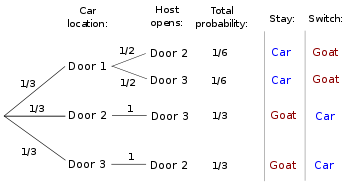 Car location: Host opens: Total probability: Stay: Switch:
1/3 Door 1 1/2 Door 2 1/6 Car Goat
1/2 Door 3 1/6 Car Goat
1/3 Door 2 1 Door 3 1/3 Goat Car
1/3 Door 3 1 Door 2 1/3 Goat Car